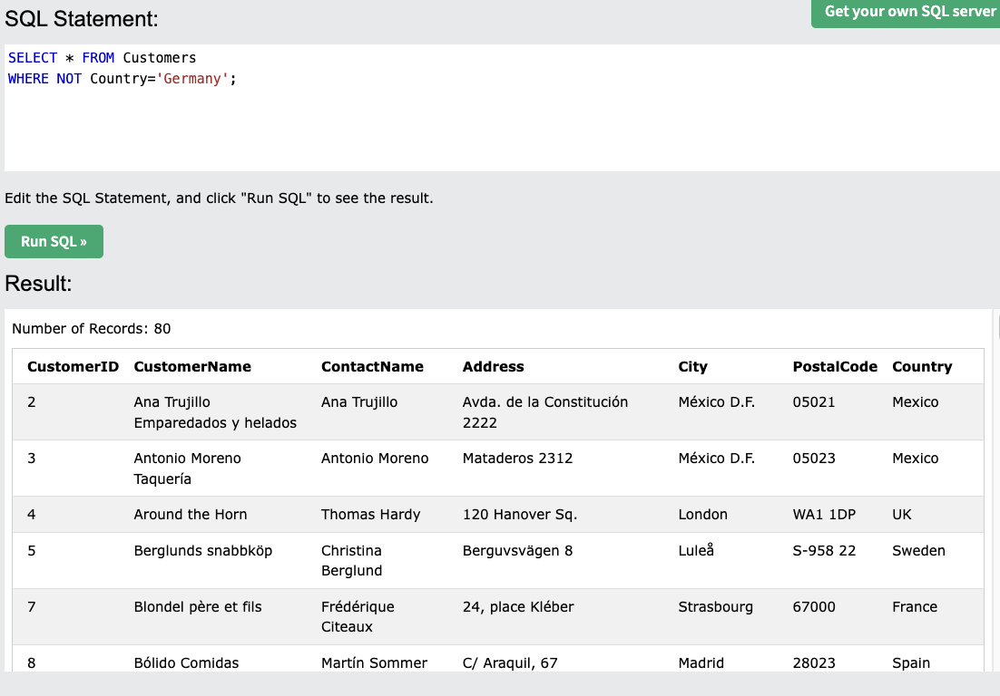 SQL Statement:
Get your own SQL server
SELECT * FROM Customers
WHERE NOT Country='Germany';
Edit the SQL Statement, and click "Run SQL" to see the result.
Run SQL »
Result:
Number of Records: 80
CustomerID CustomerName ContactName Address City PostalCode Country
2 Ana Trujillo Ana Trujillo Avda. de la Constitución México D.F. 05021 Mexico
Emparedados y helados 2222
3 Antonio Moreno Antonio Moreno Mataderos 2312 México D.F. 05023 Mexico
Taquería
4 Around the Horn Thomas Hardy 120 Hanover Sq. London WA1 1DP UK
5 Berglunds snabbköp Christina Berguvsvägen 8 Luleå S-958 22 Sweden
Berglund
7 Blondel père et fils Frédérique 24, place Kléber Strasbourg 67000 France
Citeaux
8 Bólido Comidas Martín Sommer C/ Araquil, 67 Madrid 28023 Spain